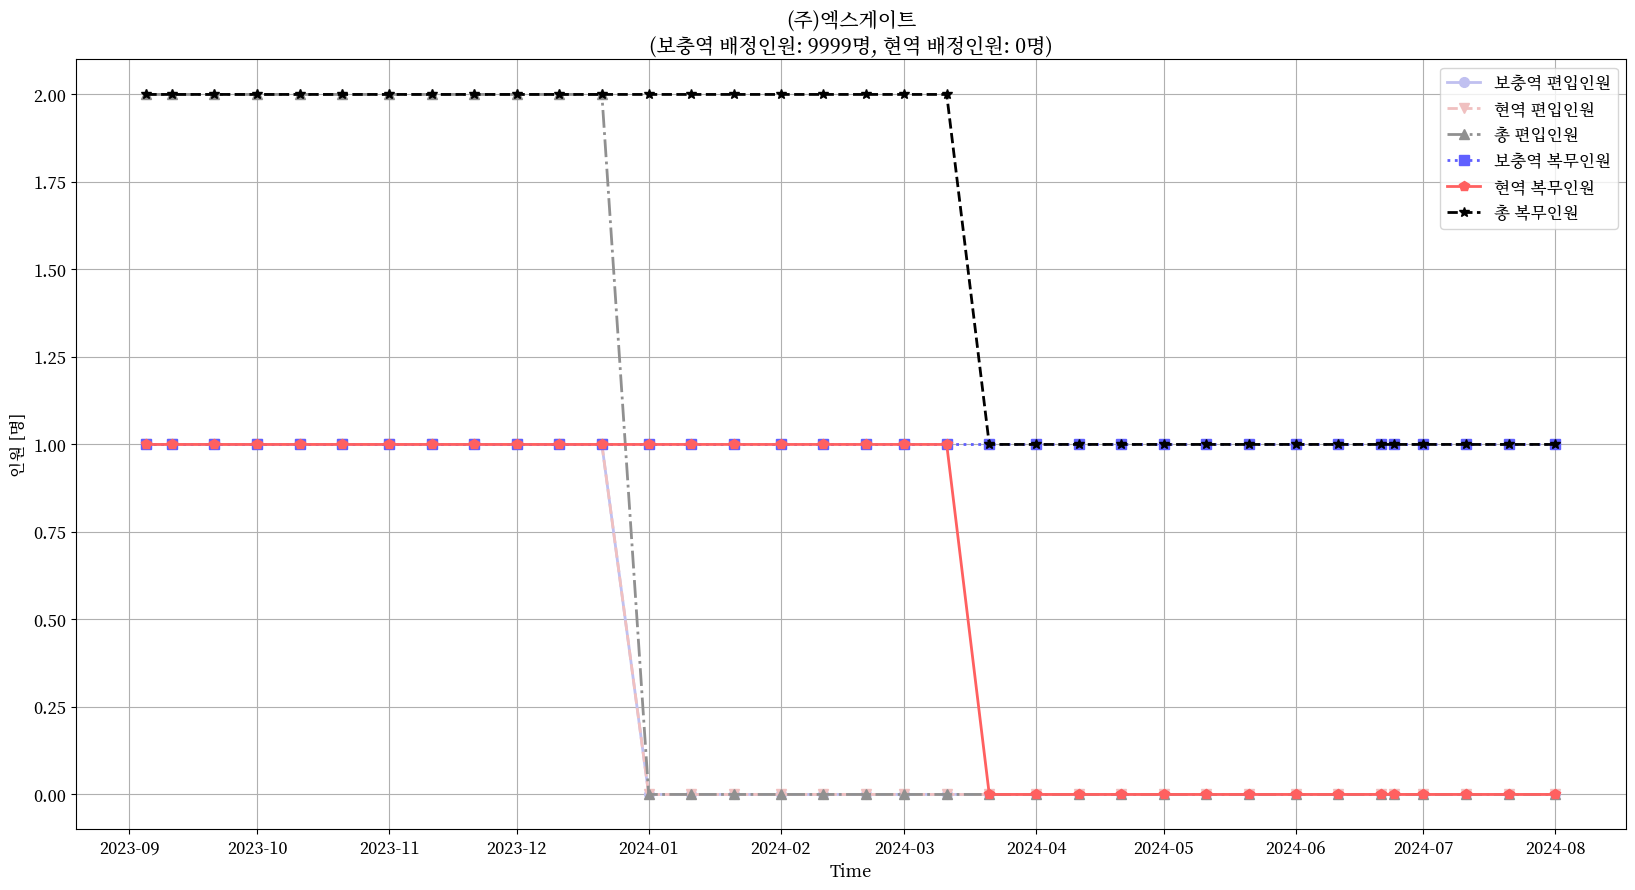 (주)엑스게이트
(보충역 배정인원: 9999명, 현역 배정인원: 0명)
보충역 편입인원
현역 편입인원
총 편입인원
보충역 복무인원
현역 복무인원
총 복무인원
2.00
1.75
1.50
1.25
1.00
0.75
0.50
0.25
0.00
인원 [명]
2023-09 2023-10 2023-11 2023-12 2024-01 2024-02 2024-03 2024-04 2024-05 2024-06 2024-07 2024-08
Time